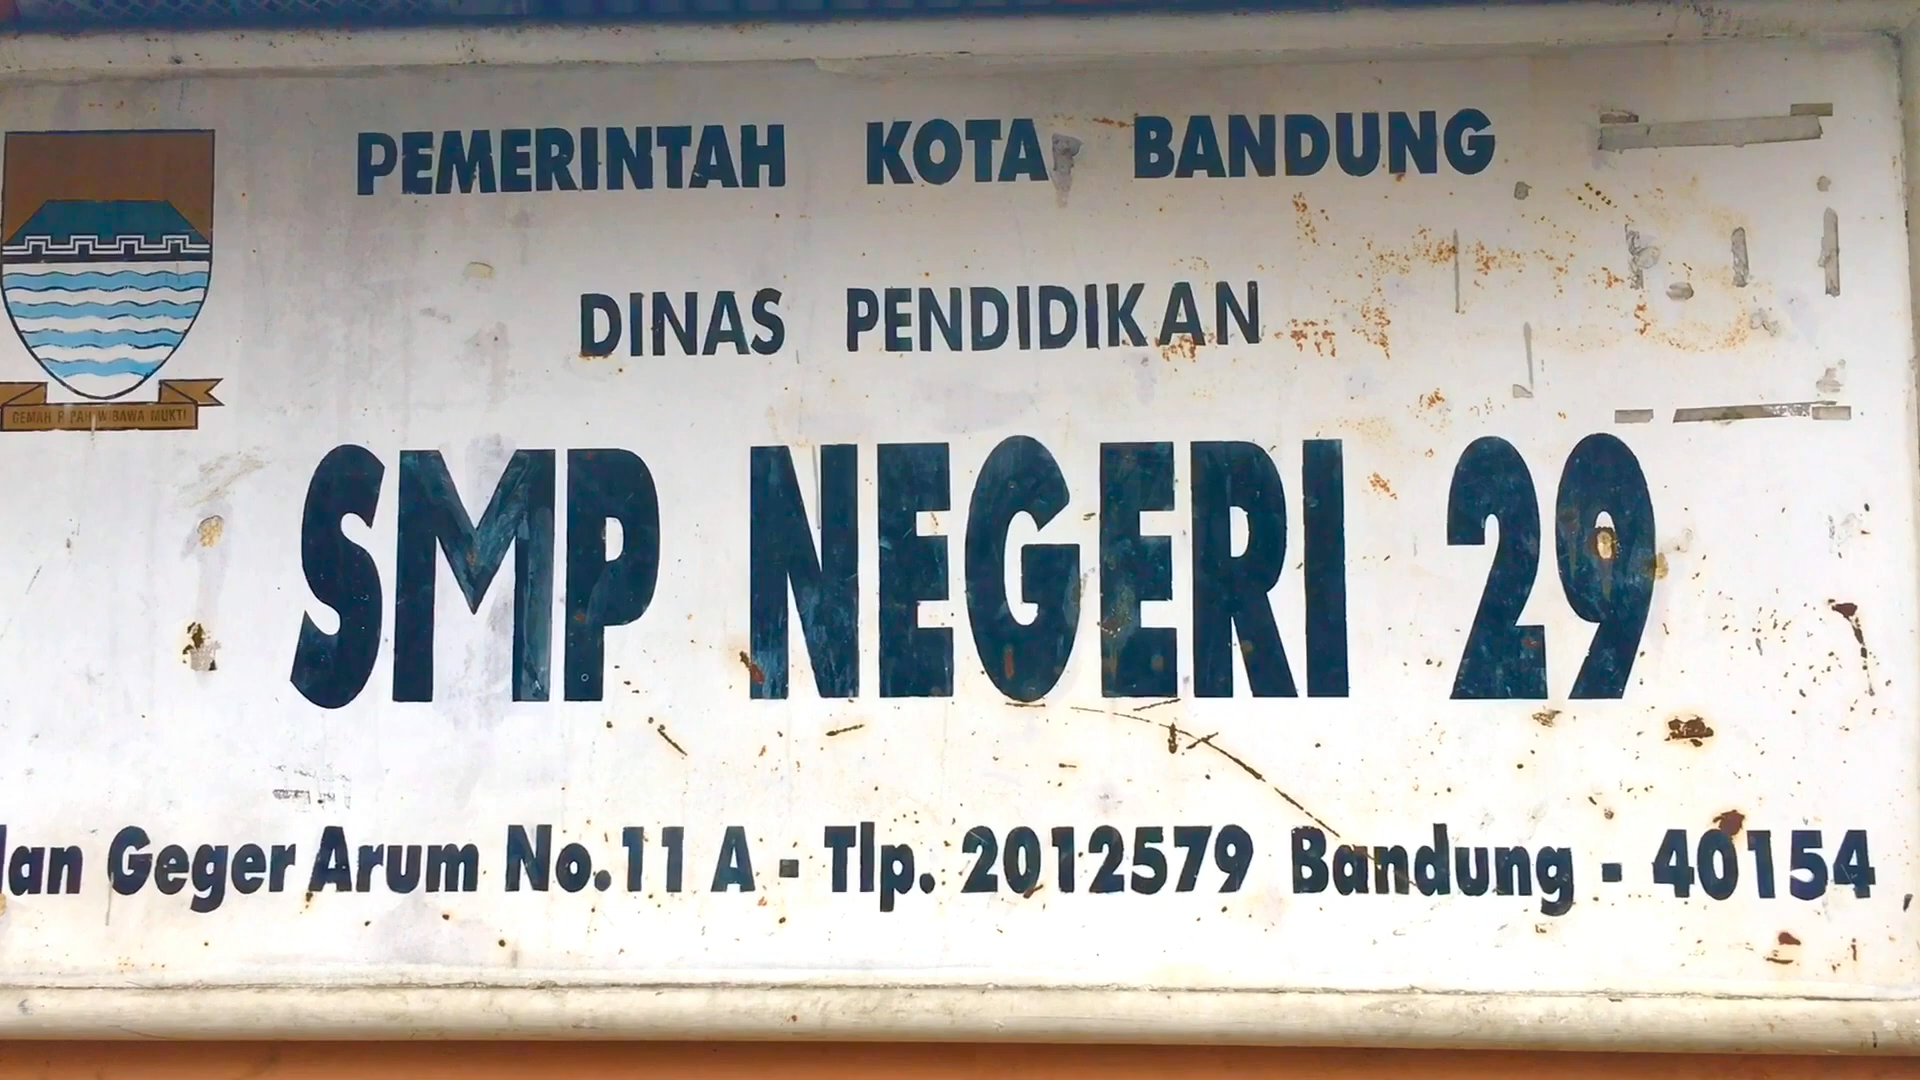 PEMERINTAH KOTA BANDUNG
DINAS PENDIDIKAN
GEMAH RIPAH WIBAWA MUKTI
SMP NEGERI 29
lan Geger Arum No.11 A - Tlp. 2012579 Bandung - 40154